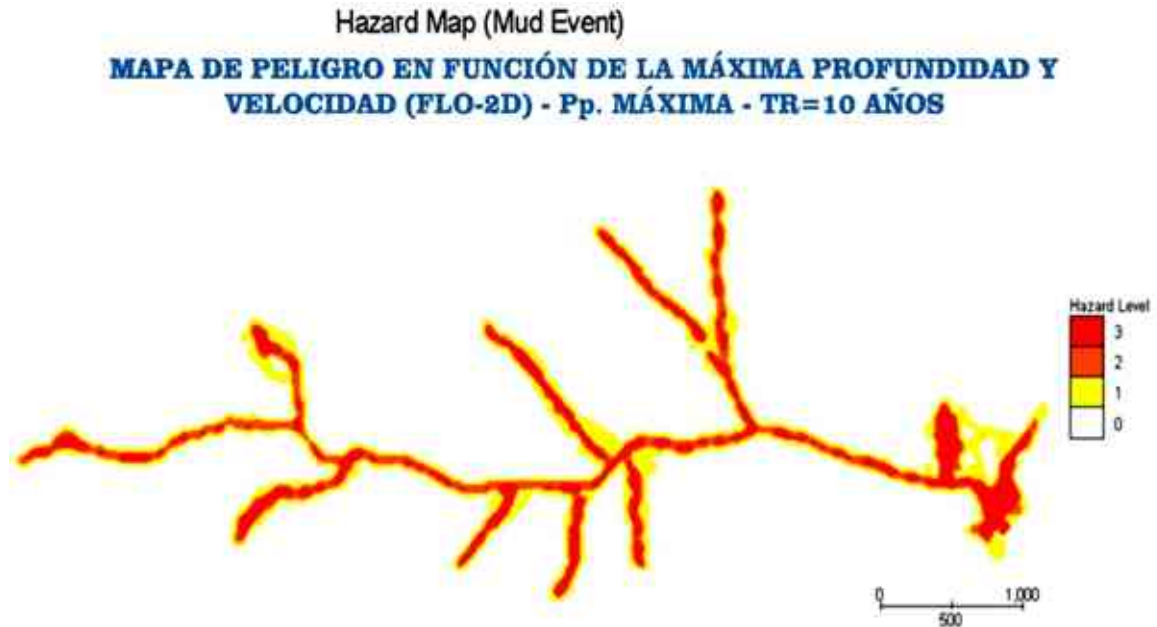 Hazard Map (Mud Event)
MAPA DE PELIGRO EN FUNCIÓN DE LA MÁXIMA PROFUNDIDAD Y
VELOCIDAD (FLO-2D) - Pp. MÁXIMA - TR=10 AÑOS
Hazard Level
3
2
1
0
0 1,000
500